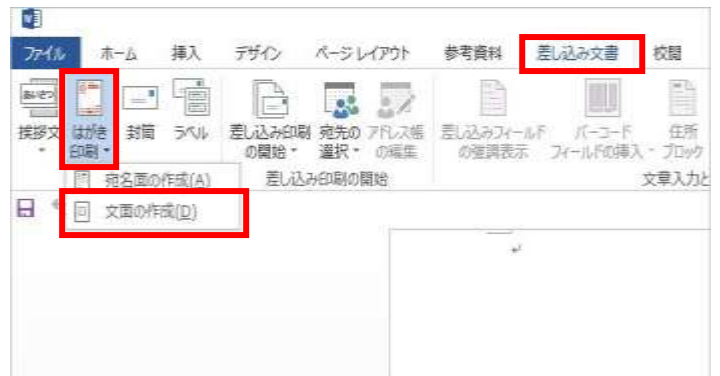 ファイル ホーム 挿入 デザイン ページ レイアウト 参考資料 差し込み文書 校閲
あいさつ
挨拶文 はがき印刷 封筒 ラベル 差し込み印刷の開始 宛先の選択 アドレス帳の編集 差し込みフィールドの強調表示 バーコードフィールドの挿入 住所ブロック
宛名面の作成(A) 差し込み印刷の開始 文章入力と
文面の作成(D)